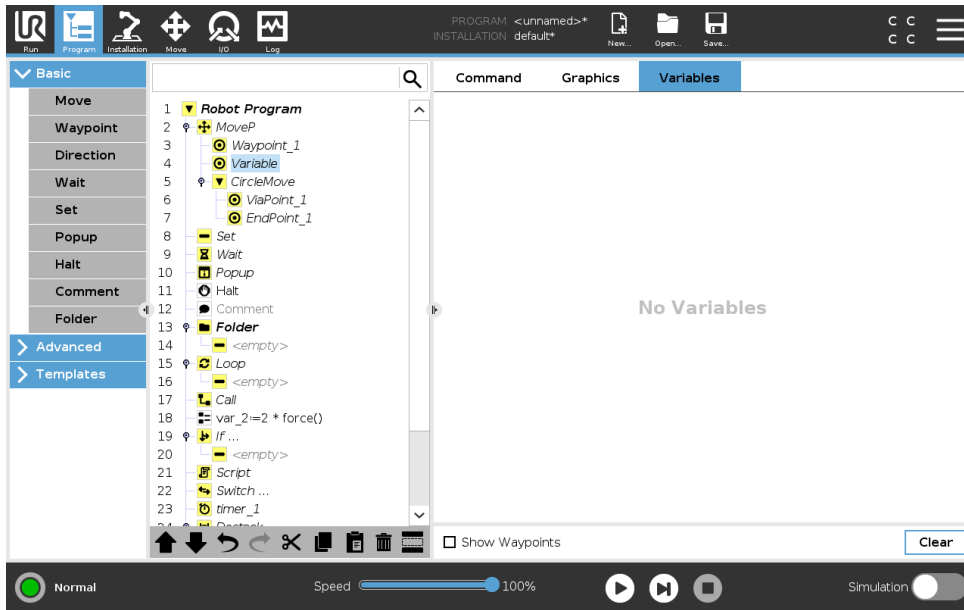 PROGRAM <unnamed>*
INSTALLATION default*
UR
Run Program Installation Move I/O Log New... Open... Save...
C C
C C
Basic
Move
Waypoint
Direction
Wait
Set
Popup
Halt
Comment
Folder
Advanced
Templates
1 Robot Program
2 MoveP
3 Waypoint_1
4 Variable
5 CircleMove
6 ViaPoint_1
7 EndPoint_1
8 Set
9 Wait
10 Popup
11 Halt
12 Comment
13 Folder
14 <empty>
15 Loop
16 <empty>
17 Call
18 var_2:=2 * force()
19 If ...
20 <empty>
21 Script
22 Switch ...
23 timer_1
Command Graphics Variables
No Variables
Show Waypoints Clear
Normal Speed 100% Simulation